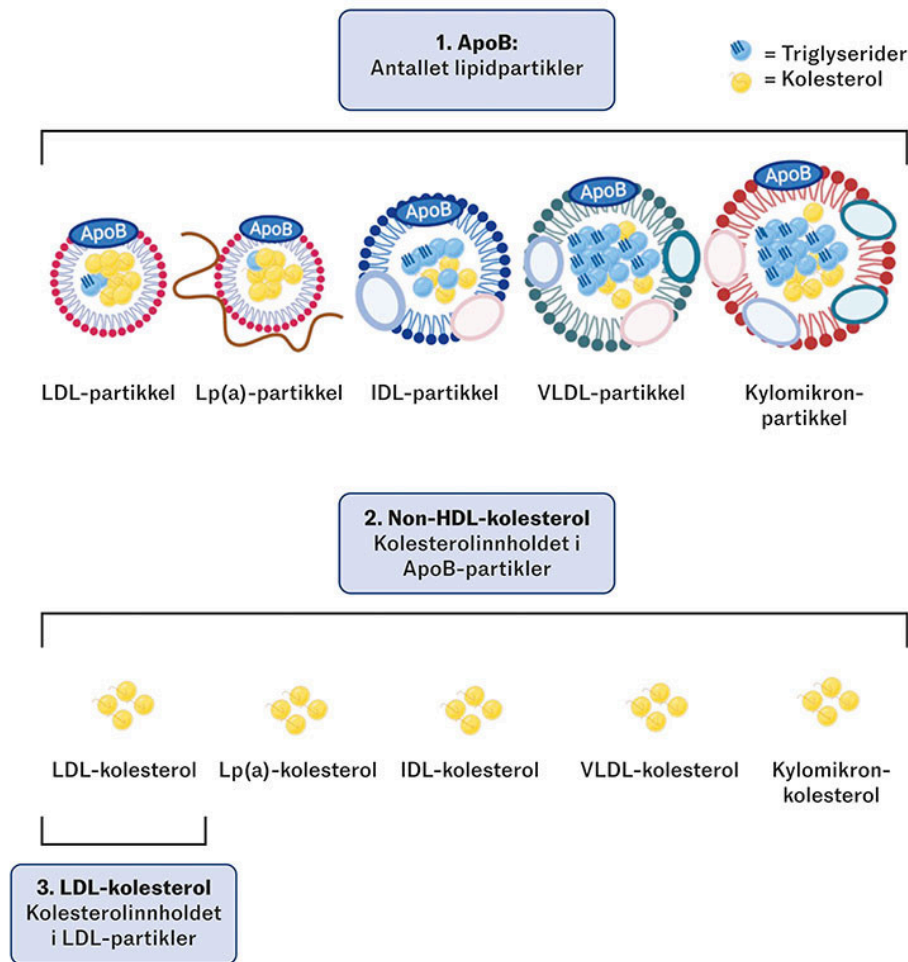 1. ApoB:
Antallet lipidpartikler
= Triglyserider
= Kolesterol
ApoB
ApoB
ApoB
ApoB
ApoB
LDL-partikkel
Lp(a)-partikkel
IDL-partikkel
VLDL-partikkel
Kylomikron-
partikkel
2. Non-HDL-kolesterol
Kolesterolinnholdet i
ApoB-partikler
LDL-kolesterol
Lp(a)-kolesterol
IDL-kolesterol
VLDL-kolesterol
Kylomikron-
kolesterol
3. LDL-kolesterol
Kolesterolinnholdet
i LDL-partikler